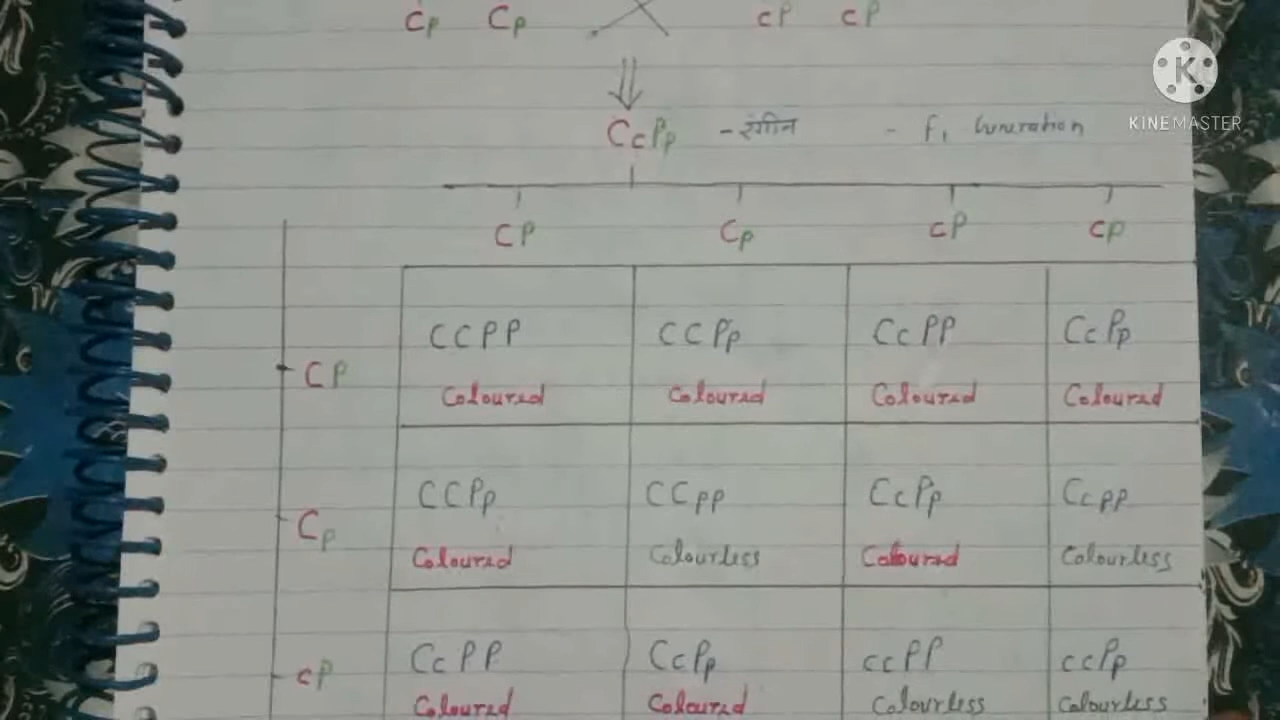 Cp Cp cP cP
CcPp - रंगीन - F1 Generation
CP Cp cP cp
CP CCPP CCPp CcPP CcPp
Coloured Coloured Coloured Coloured
Cp CCPp CCpp CcPp Ccpp
Coloured Colourless Coloured Colourless
cP CcPP CcPp ccPP ccPp
Coloured Coloured Colourless Colourless
K
KINEMASTER